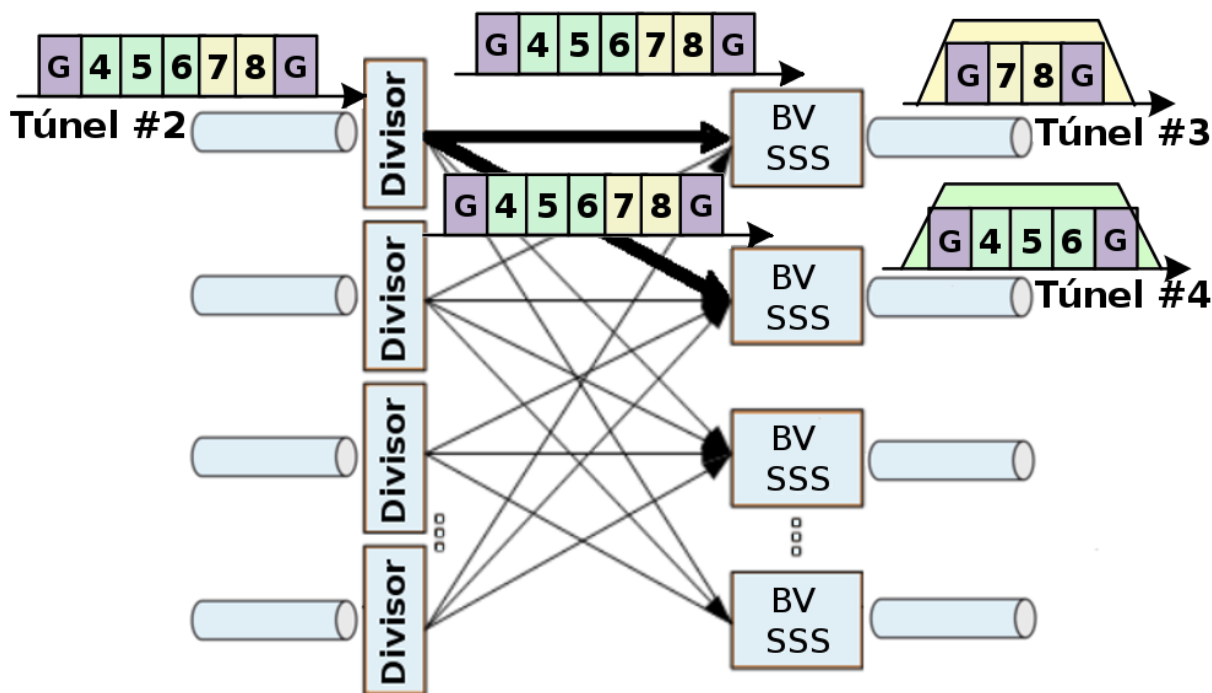 G 4 5 6 7 8 G
Túnel #2
G 4 5 6 7 8 G
G 7 8 G
Túnel #3
Divisor
BV
SSS
G 4 5 6 7 8 G
G 4 5 6 G
Túnel #4
Divisor
BV
SSS
Divisor
BV
SSS
Divisor
BV
SSS